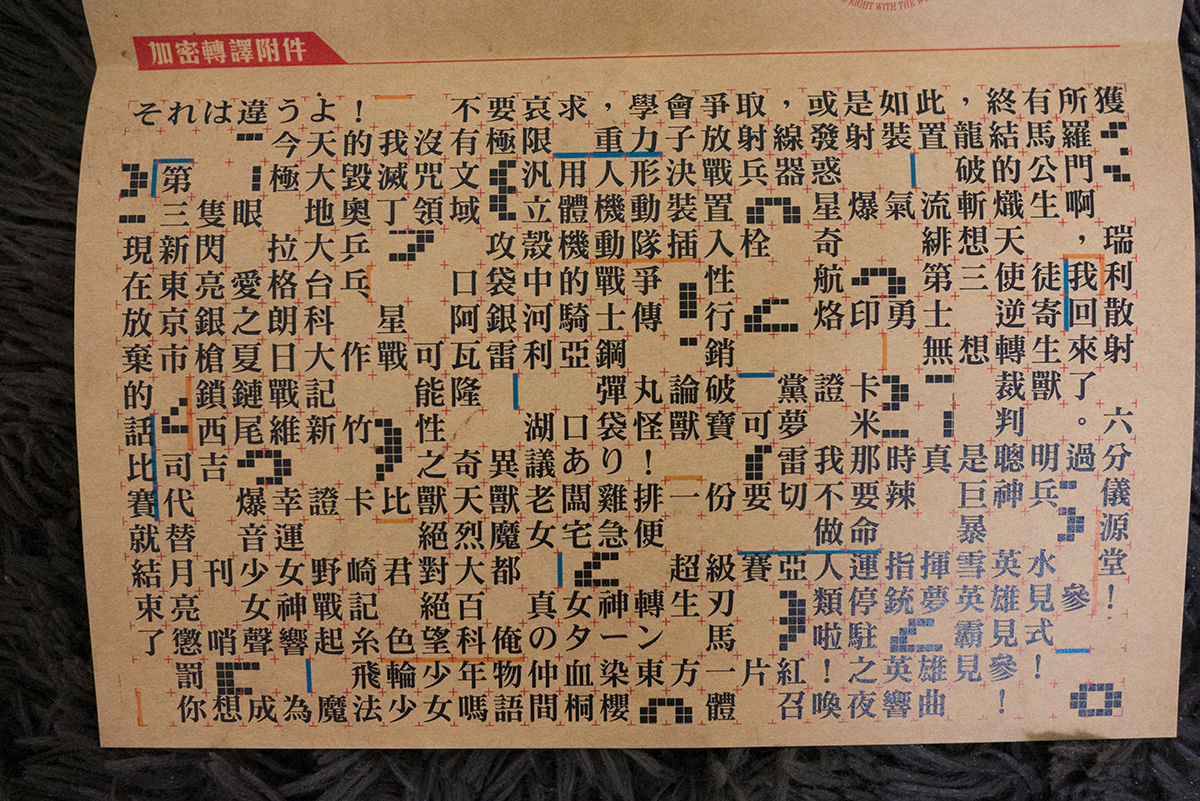 RIGHT WITH THE W
加密轉譯附件
それは違うよ！ 不要哀求，學會爭取，或是如此，終有所獲
今天的我沒有極限 重力子放射線發射裝置 龍結的馬羅
第 極大毀滅咒文 汎用人形決戰兵器惑 破的公門
三隻眼 地奧丁領域 立體機動裝置 星爆氣流斬熾生啊
現新閃 拉大乒 攻殼機動隊插入栓 奇 緋想天 ，瑞
在東亮愛格台乓 口袋中的戰爭 性 航 第三使徒我利
放京銀之朗科 星 阿銀河騎士傳 行 烙印勇士 逆寄回散
棄市槍夏日大作戰 可瓦雷利亞鋼 銷 無想轉生來射
的 鎖鏈戰記 能隆 彈丸論破 黨證卡 裁獸了
話 西尾維新竹 性 湖口袋怪獸寶可夢 米 判 。六
比司吉 之奇異議あり！ 雷我那時真是聰明過分
賽代 爆幸證卡比獸天獸老闆雞排一份要切不要辣 巨神兵 儀
就替 音運 絕烈魔女宅急便 做命 暴 源
結月刊少女野崎君對大都 超級賽亞人運指揮雪英水 堂
束亮 女神戰記 絕百 真女神轉生刃 類停銃夢英雄見參！
了懲哨聲響起糸色望科俺の夕ーン 馬 啦駐 霸見式
罰 飛輪少年物仲血染東方一片紅！之英雄見參！
你想成為魔法少女嗎語間桐櫻 一體 召喚夜響曲 ！